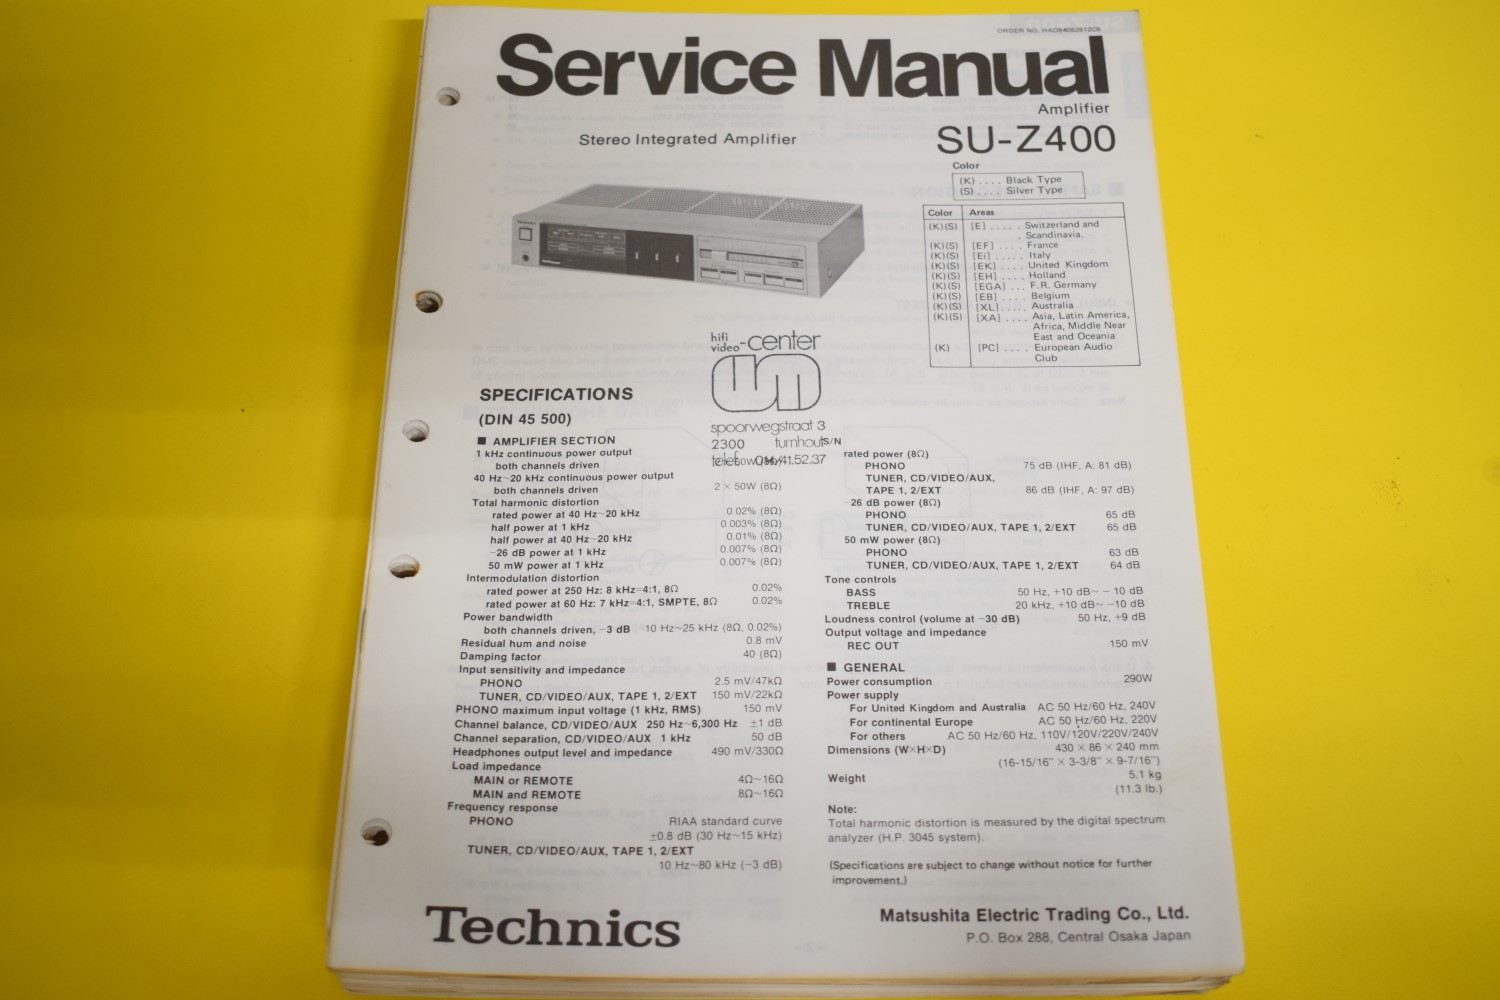 ORDER NO. HAD84062612C8
Service Manual
Amplifier
Stereo Integrated Amplifier
SU-Z400
Color
(K) .... Black Type
(S) .... Silver Type
Color Areas
(K)(S) [E] ..... Switzerland and
Scandinavia.
(K)(S) [EF] .... France
(K)(S) [Ei] ..... Italy
(K)(S) [EK] .... United Kingdom
(K)(S) [EH] .... Holland
(K)(S) [EGA] ... F.R. Germany
(K)(S) [EB] .... Belgium
(K)(S) [XL] .... Australia
(K)(S) [XA] .... Asia, Latin America,
Africa, Middle Near
East and Oceania
(K) [PC] .... European Audio
Club
hifi
video-center
spoorwegstraat 3
2300 turnhout
telef. 014/41.52.37
SPECIFICATIONS
(DIN 45 500)
■ AMPLIFIER SECTION
1 kHz continuous power output
both channels driven 50W (8Ω)
40 Hz~20 kHz continuous power output
both channels driven 2 × 50W (8Ω)
Total harmonic distortion
rated power at 40 Hz~20 kHz 0.02% (8Ω)
half power at 1 kHz 0.003% (8Ω)
half power at 40 Hz~20 kHz 0.01% (8Ω)
-26 dB power at 1 kHz 0.007% (8Ω)
50 mW power at 1 kHz 0.007% (8Ω)
Intermodulation distortion
rated power at 250 Hz: 8 kHz=4:1, 8Ω 0.02%
rated power at 60 Hz: 7 kHz=4:1, SMPTE, 8Ω 0.02%
Power bandwidth
both channels driven, -3 dB 10 Hz~25 kHz (8Ω, 0.02%)
Residual hum and noise 0.8 mV
Damping factor 40 (8Ω)
Input sensitivity and impedance
PHONO 2.5 mV/47kΩ
TUNER, CD/VIDEO/AUX, TAPE 1, 2/EXT 150 mV/22kΩ
PHONO maximum input voltage (1 kHz, RMS) 150 mV
Channel balance, CD/VIDEO/AUX 250 Hz~6,300 Hz ±1 dB
Channel separation, CD/VIDEO/AUX 1 kHz 50 dB
Headphones output level and impedance 490 mV/330Ω
Load impedance
MAIN or REMOTE 4Ω~16Ω
MAIN and REMOTE 8Ω~16Ω
Frequency response
PHONO RIAA standard curve
±0.8 dB (30 Hz~15 kHz)
TUNER, CD/VIDEO/AUX, TAPE 1, 2/EXT
10 Hz~80 kHz (-3 dB)
S/N
rated power (8Ω)
PHONO 75 dB (IHF, A: 81 dB)
TUNER, CD/VIDEO/AUX,
TAPE 1, 2/EXT 86 dB (IHF, A: 97 dB)
-26 dB power (8Ω)
PHONO 65 dB
TUNER, CD/VIDEO/AUX, TAPE 1, 2/EXT 65 dB
50 mW power (8Ω)
PHONO 63 dB
TUNER, CD/VIDEO/AUX, TAPE 1, 2/EXT 64 dB
Tone controls
BASS 50 Hz, +10 dB~ -10 dB
TREBLE 20 kHz, +10 dB~ -10 dB
Loudness control (volume at -30 dB) 50 Hz, +9 dB
Output voltage and impedance
REC OUT 150 mV
■ GENERAL
Power consumption 290W
Power supply
For United Kingdom and Australia AC 50 Hz/60 Hz, 240V
For continental Europe AC 50 Hz/60 Hz, 220V
For others AC 50 Hz/60 Hz, 110V/120V/220V/240V
Dimensions (W×H×D) 430 × 86 × 240 mm
(16-15/16" × 3-3/8" × 9-7/16")
Weight 5.1 kg
(11.3 lb.)
Note:
Total harmonic distortion is measured by the digital spectrum
analyzer (H.P. 3045 system).
(Specifications are subject to change without notice for further
improvement.)
Technics
Matsushita Electric Trading Co., Ltd.
P.O. Box 288, Central Osaka Japan